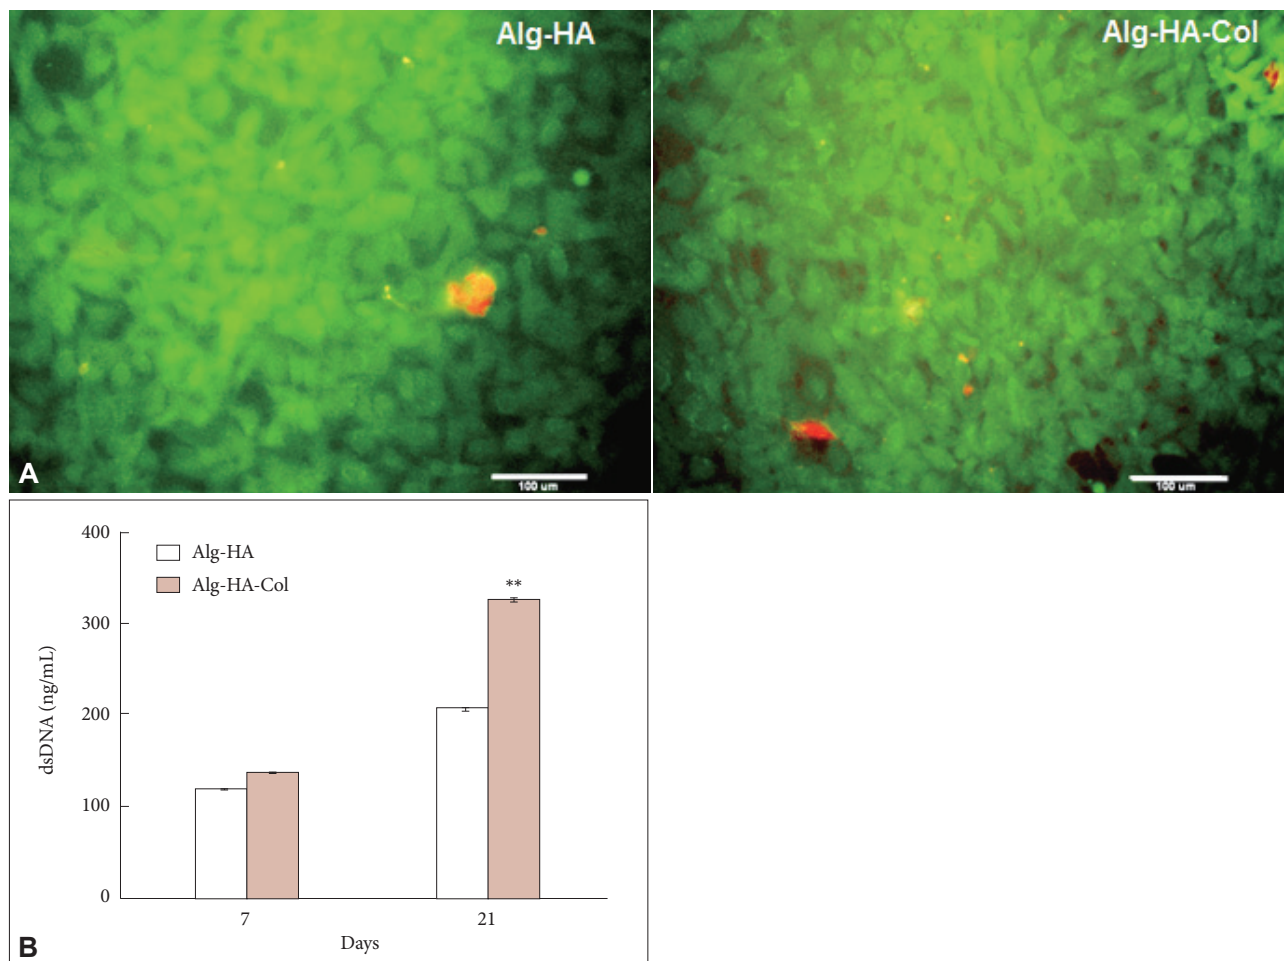 Alg-HA
Alg-HA-Col
A
100 um
100 um
400
300
200
100
0
dsDNA (ng/mL)
Alg-HA
Alg-HA-Col
**
7
21
Days
B